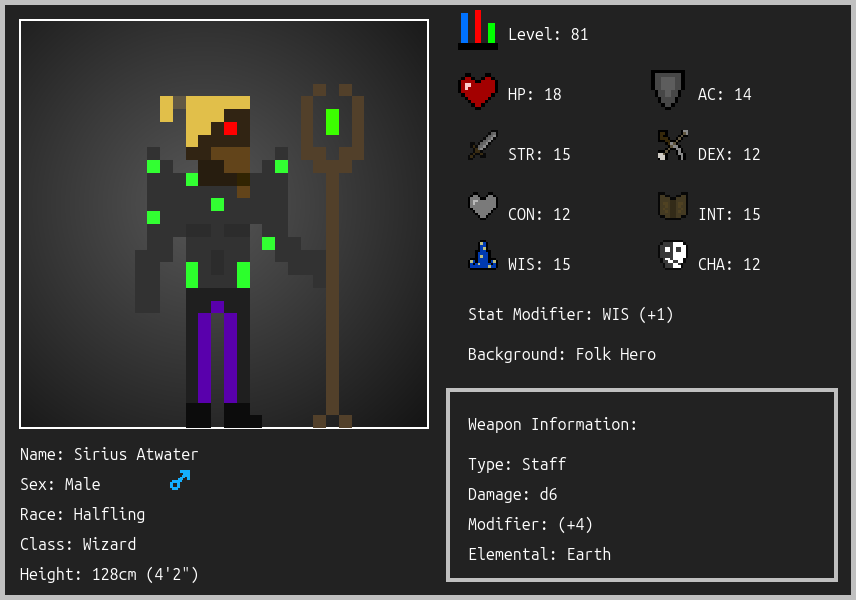 Level: 81
HP: 18
AC: 14
STR: 15
DEX: 12
CON: 12
INT: 15
WIS: 15
CHA: 12
Stat Modifier: WIS (+1)
Background: Folk Hero
Weapon Information:
Type: Staff
Damage: d6
Modifier: (+4)
Elemental: Earth
Name: Sirius Atwater
Sex: Male
Race: Halfling
Class: Wizard
Height: 128cm (4'2")